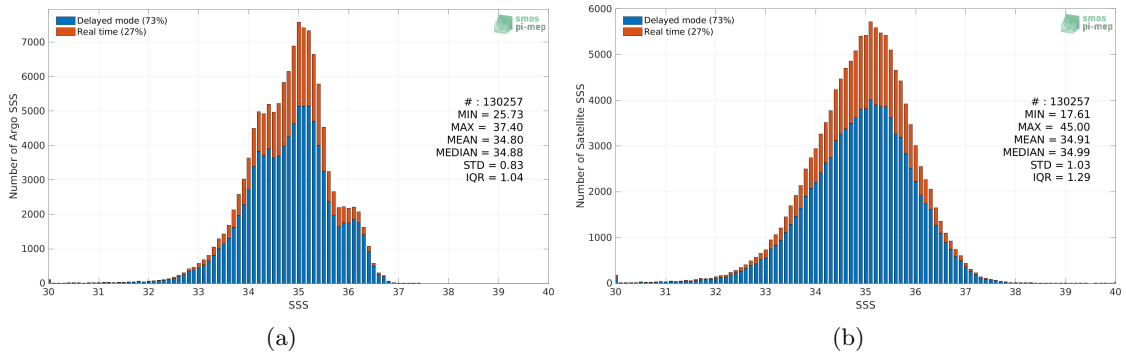 Delayed mode (73%)
Real time (27%)
smos
pi-mep
7000
6000
5000
4000
3000
2000
1000
0
Number of Argo SSS
# : 130257
MIN = 25.73
MAX = 37.40
MEAN = 34.80
MEDIAN = 34.88
STD = 0.83
IQR = 1.04
30 31 32 33 34 35 36 37 38 39 40
SSS
(a)
Delayed mode (73%)
Real time (27%)
smos
pi-mep
6000
5000
4000
3000
2000
1000
0
Number of Satellite SSS
# : 130257
MIN = 17.61
MAX = 45.00
MEAN = 34.91
MEDIAN = 34.99
STD = 1.03
IQR = 1.29
30 31 32 33 34 35 36 37 38 39 40
SSS
(b)